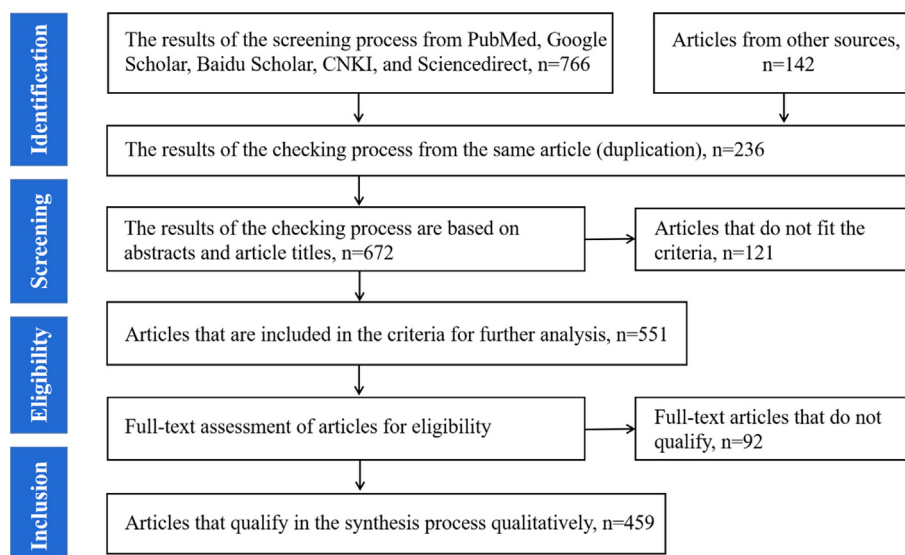 Identification
The results of the screening process from PubMed, Google
Scholar, Baidu Scholar, CNKI, and Sciencedirect, n=766
Articles from other sources,
n=142
The results of the checking process from the same article (duplication), n=236
Screening
The results of the checking process are based on
abstracts and article titles, n=672
Articles that do not fit the
criteria, n=121
Eligibility
Articles that are included in the criteria for further analysis, n=551
Full-text assessment of articles for eligibility
Full-text articles that do not
qualify, n=92
Inclusion
Articles that qualify in the synthesis process qualitatively, n=459